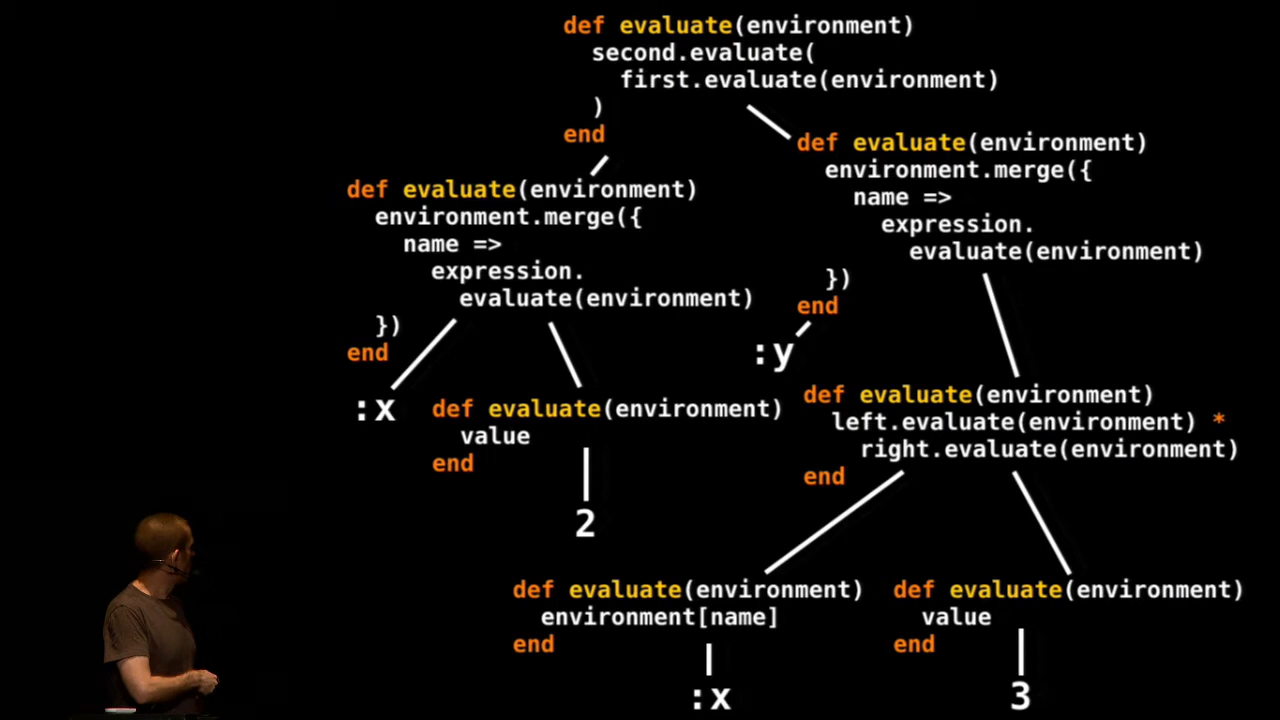 def evaluate(environment)
second.evaluate(
first.evaluate(environment)
)
end
def evaluate(environment)
environment.merge({
name =>
expression.
evaluate(environment)
})
end
:x
def evaluate(environment)
value
end
2
def evaluate(environment)
environment.merge({
name =>
expression.
evaluate(environment)
})
end
:y
def evaluate(environment)
left.evaluate(environment) *
right.evaluate(environment)
end
def evaluate(environment)
environment[name]
end
:x
def evaluate(environment)
value
end
3